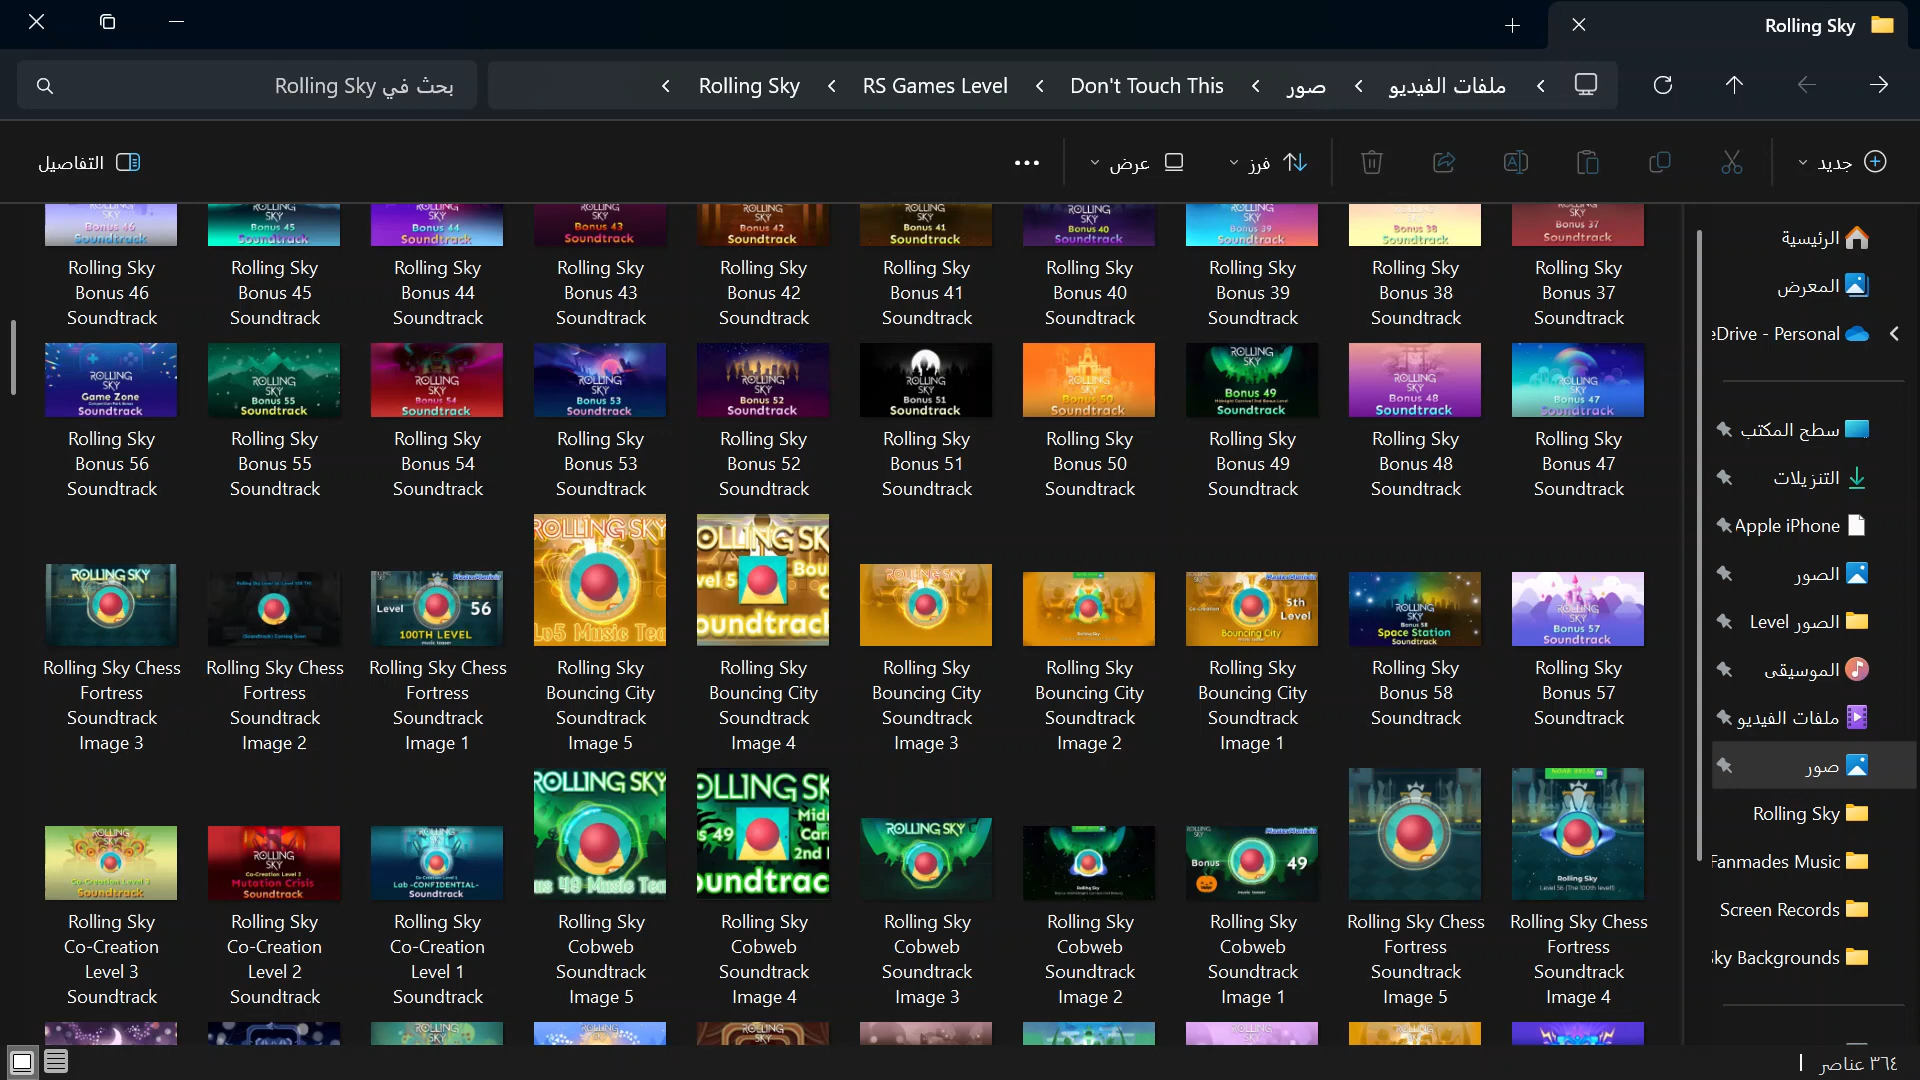 Rolling Sky
ملفات الفيديو
صور
Don't Touch This
RS Games Level
Rolling Sky
بحث في Rolling Sky
جديد
فرز
عرض
التفاصيل
الرئيسية
المعرض
eDrive - Personal
سطح المكتب
التنزيلات
Apple iPhone
الصور
الصور Level
الموسيقى
ملفات الفيديو
صور
Rolling Sky
Fanmades Music
Screen Records
ky Backgrounds
Rolling Sky
Bonus 37
Soundtrack
Rolling Sky
Bonus 38
Soundtrack
Rolling Sky
Bonus 39
Soundtrack
Rolling Sky
Bonus 40
Soundtrack
Rolling Sky
Bonus 41
Soundtrack
Rolling Sky
Bonus 42
Soundtrack
Rolling Sky
Bonus 43
Soundtrack
Rolling Sky
Bonus 44
Soundtrack
Rolling Sky
Bonus 45
Soundtrack
Rolling Sky
Bonus 46
Soundtrack
Rolling Sky
Bonus 47
Soundtrack
Rolling Sky
Bonus 48
Soundtrack
Rolling Sky
Bonus 49
Soundtrack
Rolling Sky
Bonus 50
Soundtrack
Rolling Sky
Bonus 51
Soundtrack
Rolling Sky
Bonus 52
Soundtrack
Rolling Sky
Bonus 53
Soundtrack
Rolling Sky
Bonus 54
Soundtrack
Rolling Sky
Bonus 55
Soundtrack
Rolling Sky
Bonus 56
Soundtrack
Rolling Sky
Bonus 57
Soundtrack
Rolling Sky
Bonus 58
Soundtrack
Rolling Sky
Bouncing City
Soundtrack
Image 1
Rolling Sky
Bouncing City
Soundtrack
Image 2
Rolling Sky
Bouncing City
Soundtrack
Image 3
Rolling Sky
Bouncing City
Soundtrack
Image 4
Rolling Sky
Bouncing City
Soundtrack
Image 5
Rolling Sky Chess
Fortress
Soundtrack
Image 1
Rolling Sky Chess
Fortress
Soundtrack
Image 2
Rolling Sky Chess
Fortress
Soundtrack
Image 3
Rolling Sky Chess
Fortress
Soundtrack
Image 4
Rolling Sky Chess
Fortress
Soundtrack
Image 5
Rolling Sky
Cobweb
Soundtrack
Image 1
Rolling Sky
Cobweb
Soundtrack
Image 2
Rolling Sky
Cobweb
Soundtrack
Image 3
Rolling Sky
Cobweb
Soundtrack
Image 4
Rolling Sky
Cobweb
Soundtrack
Image 5
Rolling Sky
Co-Creation
Level 1
Soundtrack
Rolling Sky
Co-Creation
Level 2
Soundtrack
Rolling Sky
Co-Creation
Level 3
Soundtrack
٣٦٤ عناصر